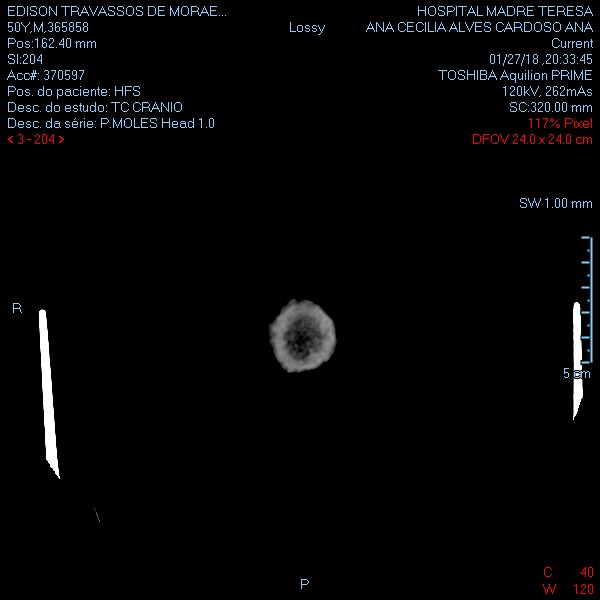 EDISON TRAVASSOS DE MORAE...
50Y,M,365858
Pos:162.40 mm
Sl:204
Acc#: 370597
Pos. do paciente: HFS
Desc. do estudo: TC CRANIO
Desc. da série: P.MOLES Head 1.0
< 3 - 204 >
Lossy
HOSPITAL MADRE TERESA
ANA CECILIA ALVES CARDOSO ANA
Current
01/27/18 ,20:33:45
TOSHIBA Aquilion PRIME
120kV, 262mAs
SC:320.00 mm
117% Pixel
DFOV 24.0 x 24.0 cm
SW 1.00 mm
R
5 cm
P
C 40
W 120